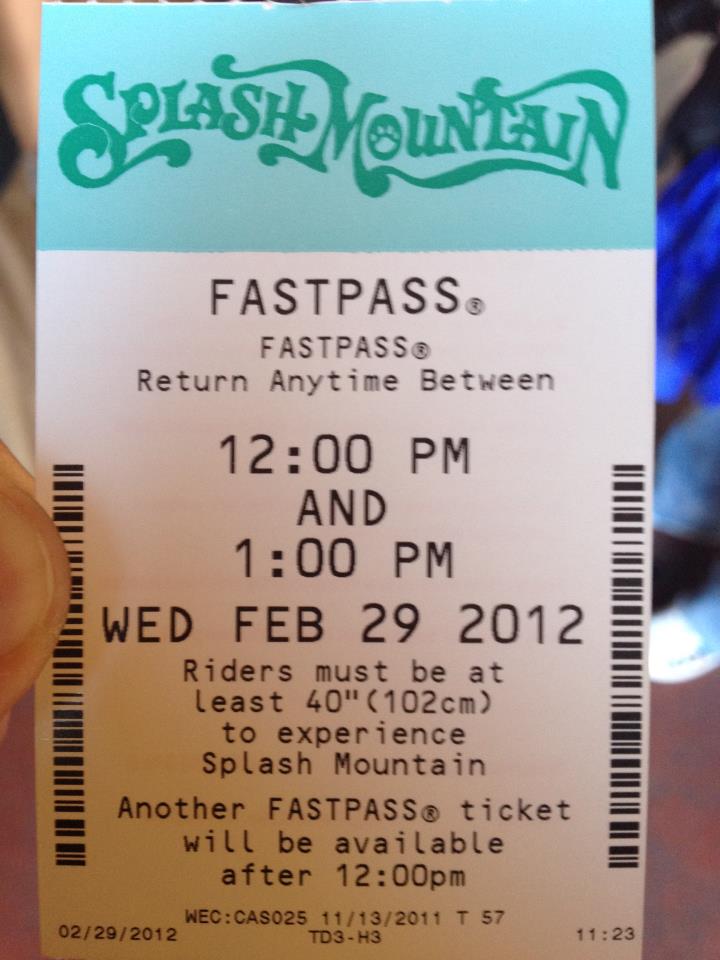 SPLASH MOUNTAIN
FASTPASS®
FASTPASS®
Return Anytime Between
12:00 PM
AND
1:00 PM
WED FEB 29 2012
Riders must be at
least 40"(102cm)
to experience
Splash Mountain
Another FASTPASS® ticket
will be available
after 12:00pm
WEC:CAS025 11/13/2011 T 57
02/29/2012 TD3-H3 11:23